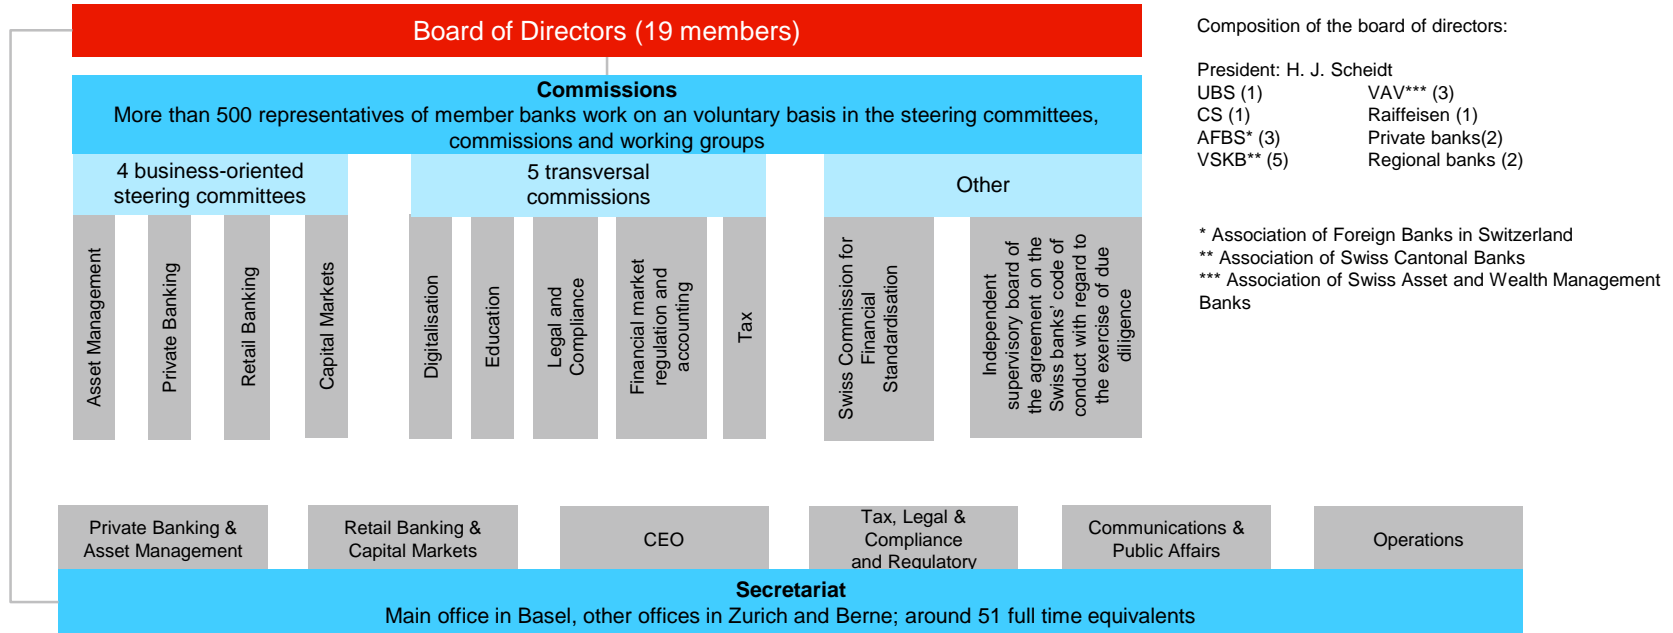 Board of Directors (19 members)
Commissions
More than 500 representatives of member banks work on an voluntary basis in the steering committees,
commissions and working groups
4 business-oriented
steering committees
5 transversal
commissions
Other
Asset Management
Private Banking
Retail Banking
Capital Markets
Digitalisation
Education
Legal and
Compliance
Financial market
regulation and
accounting
Tax
Swiss Commission for
Financial
Standardisation
Independent
supervisory board of
the agreement on the
Swiss banks’ code of
conduct with regard to
the exercise of due
diligence
Private Banking &
Asset Management
Retail Banking &
Capital Markets
CEO
Tax, Legal &
Compliance
and Regulatory
Communications &
Public Affairs
Operations
Secretariat
Main office in Basel, other offices in Zurich and Berne; around 51 full time equivalents
Composition of the board of directors:
President: H. J. Scheidt
UBS (1) VAV*** (3)
CS (1) Raiffeisen (1)
AFBS* (3) Private banks(2)
VSKB** (5) Regional banks (2)
* Association of Foreign Banks in Switzerland
** Association of Swiss Cantonal Banks
*** Association of Swiss Asset and Wealth Management
Banks